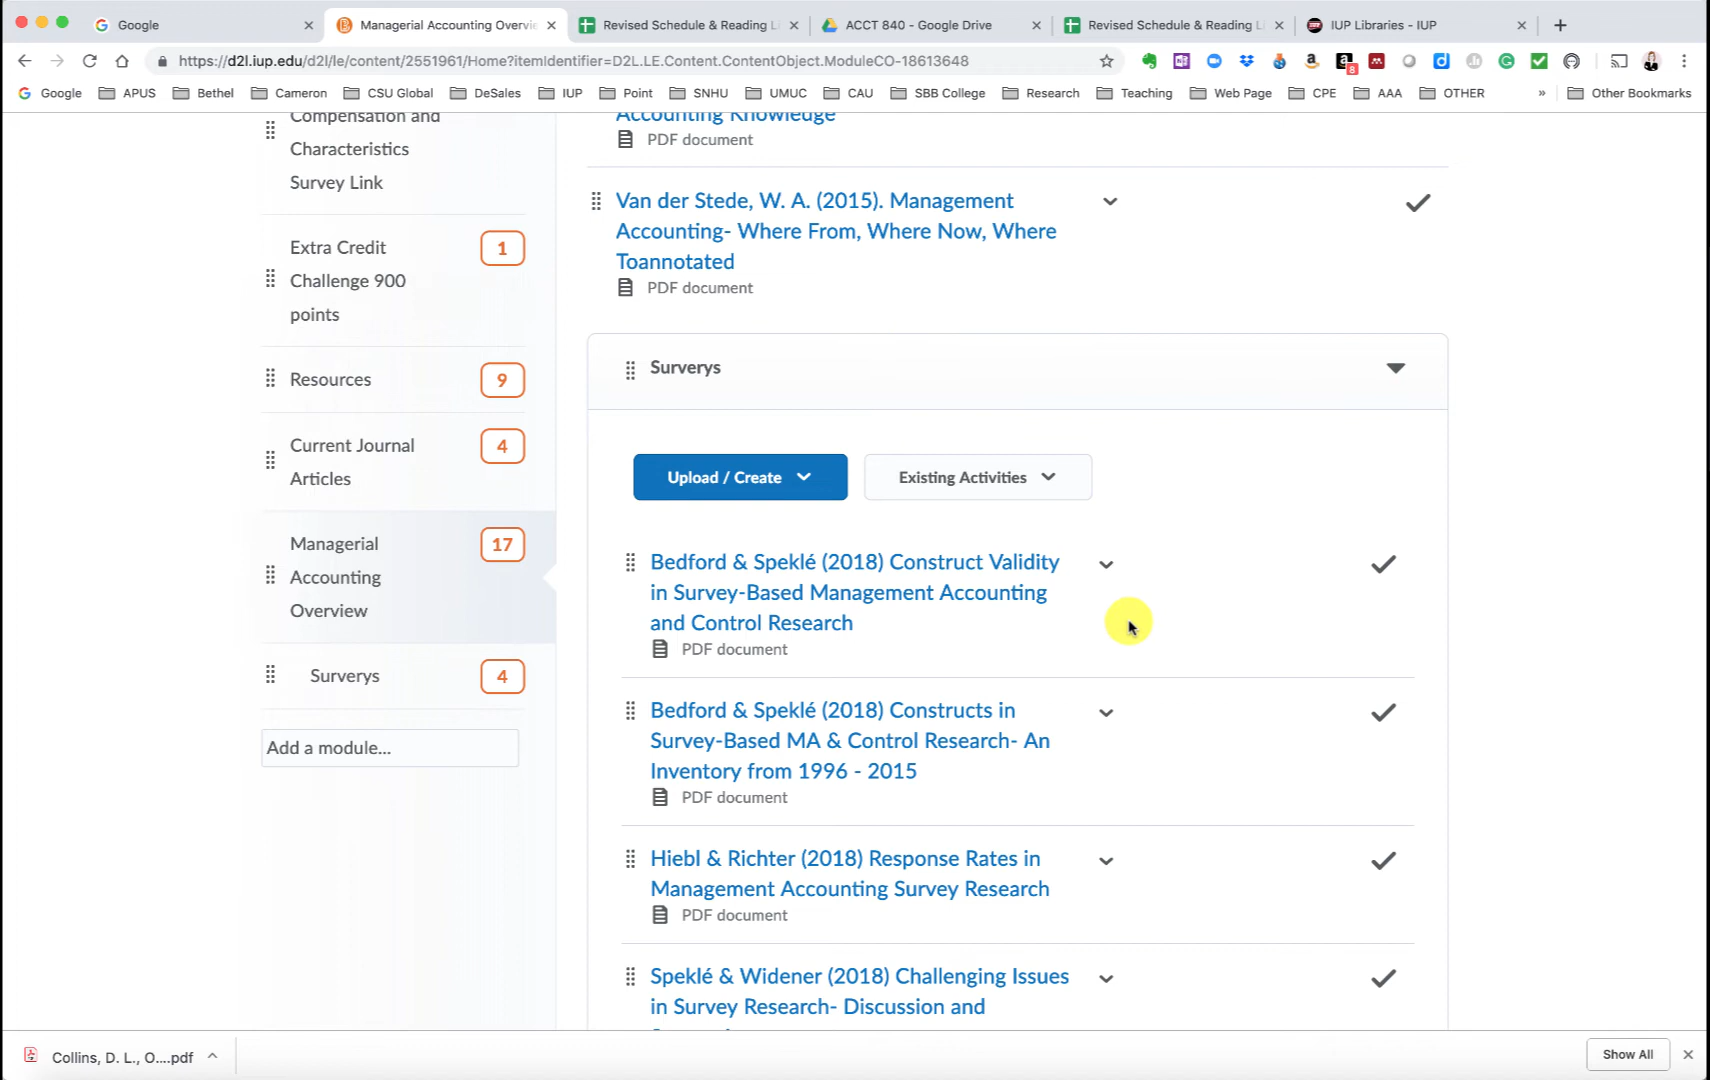 Google
Managerial Accounting Overvie
Revised Schedule & Reading Li
ACCT 840 - Google Drive
Revised Schedule & Reading Li
IUP Libraries - IUP
https://d2l.iup.edu/d2l/le/content/2551961/Home?itemIdentifier=D2L.LE.Content.ContentObject.ModuleCO-18613648
8
Google
APUS
Bethel
Cameron
CSU Global
DeSales
IUP
Point
SNHU
UMUC
CAU
SBB College
Research
Teaching
Web Page
CPE
AAA
OTHER
»
Other Bookmarks
Compensation and
Characteristics
Survey Link
Extra Credit
Challenge 900
points
1
Resources
9
Current Journal
Articles
4
Managerial
Accounting
Overview
17
Surverys
4
Add a module...
Accounting Knowledge
PDF document
Van der Stede, W. A. (2015). Management
Accounting- Where From, Where Now, Where
Toannotated
PDF document
Surverys
Upload / Create
Existing Activities
Bedford & Speklé (2018) Construct Validity
in Survey-Based Management Accounting
and Control Research
PDF document
Bedford & Speklé (2018) Constructs in
Survey-Based MA & Control Research- An
Inventory from 1996 - 2015
PDF document
Hiebl & Richter (2018) Response Rates in
Management Accounting Survey Research
PDF document
Speklé & Widener (2018) Challenging Issues
in Survey Research- Discussion and
Collins, D. L., O....pdf
Show All